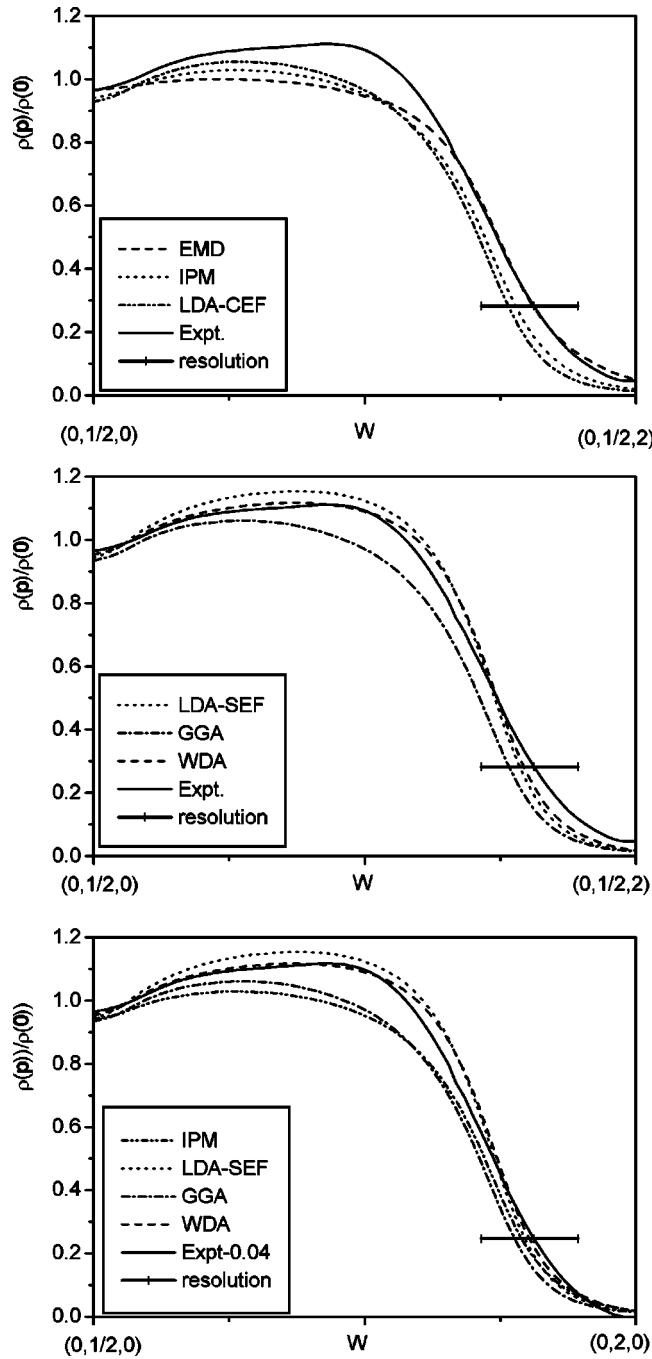 1.2
1.0
0.8
0.6
0.4
0.2
0.0
ρ(p)/ρ(0)
EMD
IPM
LDA-CEF
Expt.
resolution
(0,1/2,0) W (0,1/2,2)
1.2
1.0
0.8
0.6
0.4
0.2
0.0
ρ(p)/ρ(0)
LDA-SEF
GGA
WDA
Expt.
resolution
(0,1/2,0) W (0,1/2,2)
1.2
1.0
0.8
0.6
0.4
0.2
0.0
ρ(p))/ρ(0))
IPM
LDA-SEF
GGA
WDA
Expt-0.04
resolution
(0,1/2,0) W (0,2,0)